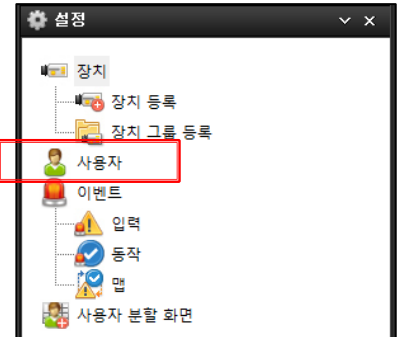 설정
장치
장치 등록
장치 그룹 등록
사용자
이벤트
입력
동작
맵
사용자 분할 화면